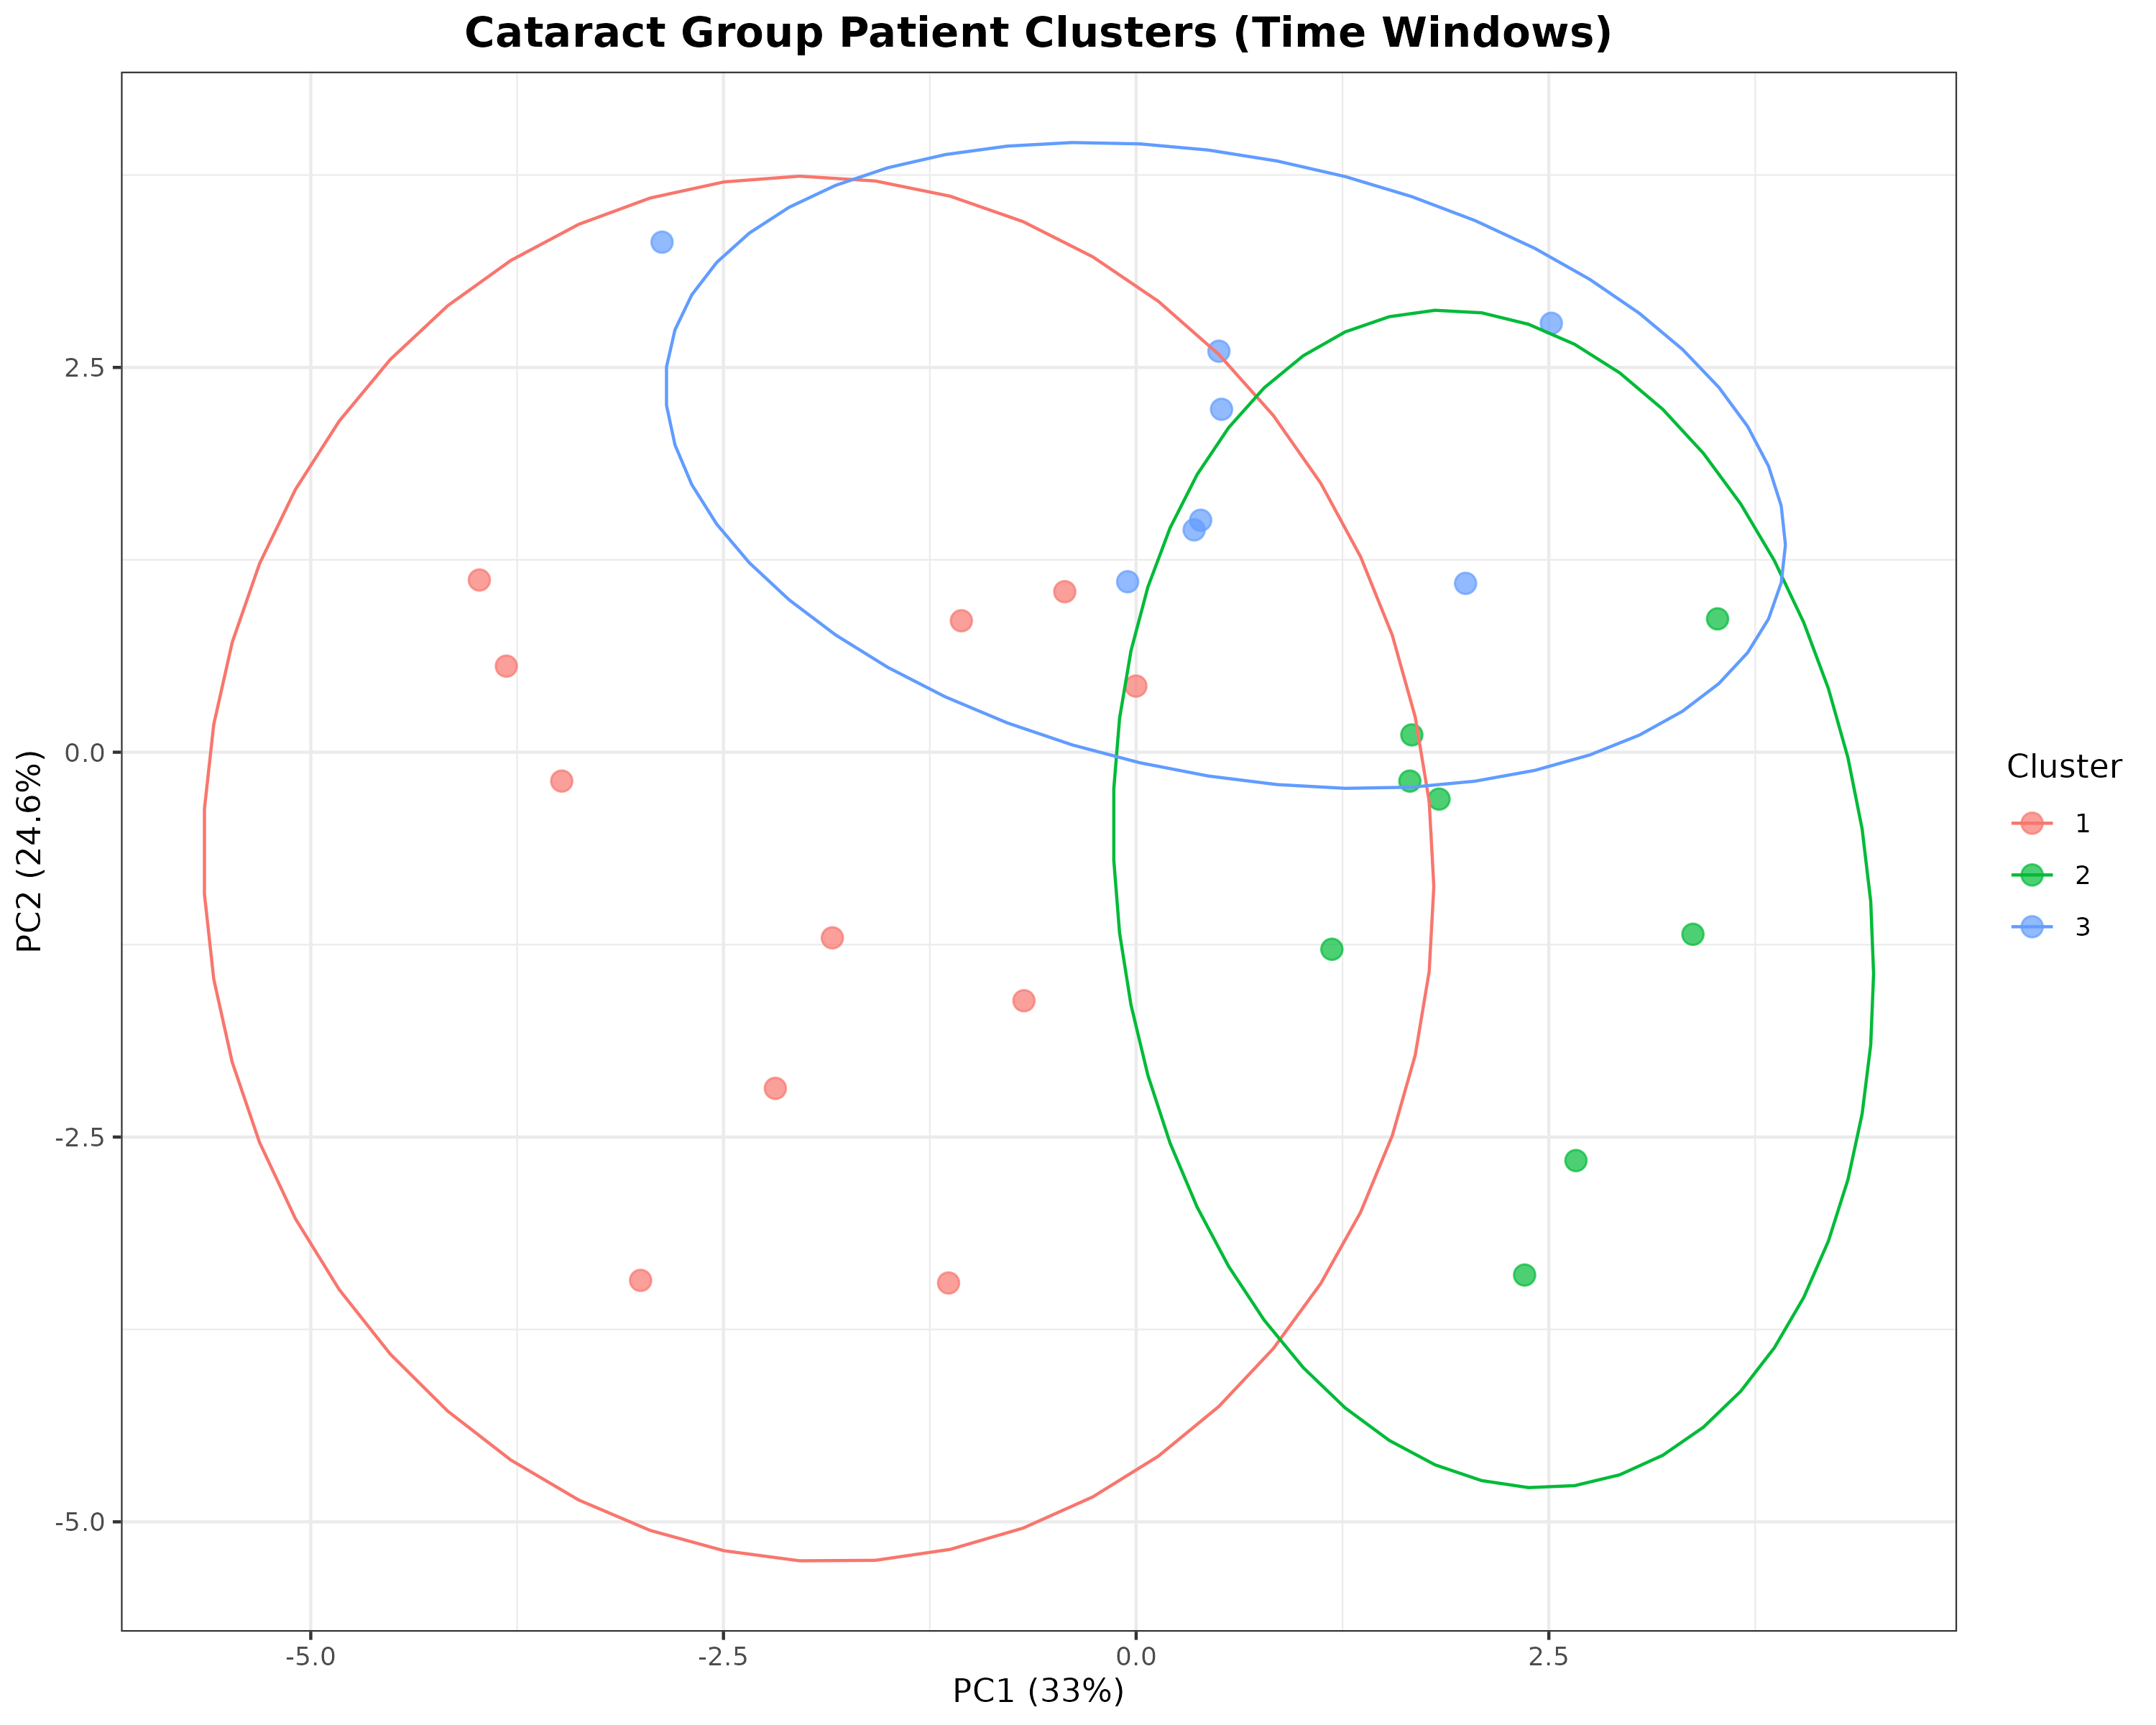 Cataract Group Patient Clusters (Time Windows)
PC2 (24.6%)
2.5
0.0
-2.5
-5.0
-5.0
-2.5
0.0
2.5
PC1 (33%)
Cluster
1
2
3